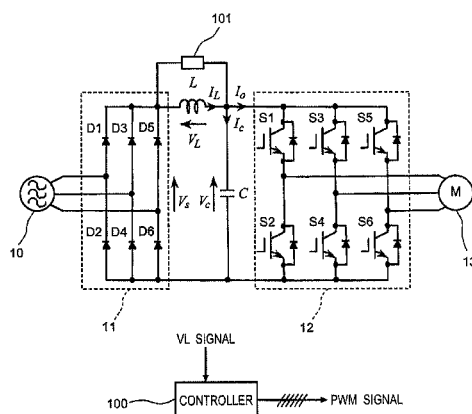 101
L
I_L
I_o
D1
D3
D5
V_L
I_c
S1
S3
S5
V_s
V_c
C
M
10
D2
D4
D6
S2
S4
S6
13
11
12
VL SIGNAL
100
CONTROLLER
PWM SIGNAL